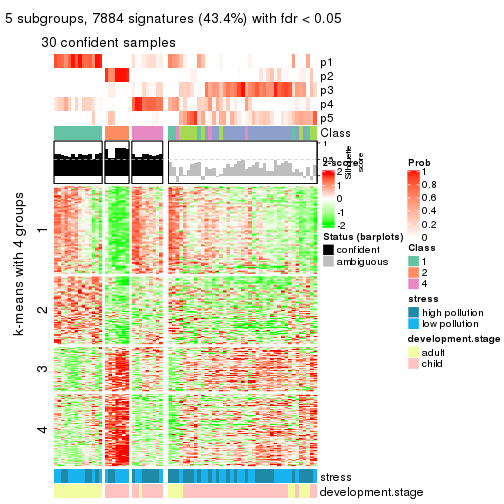 5 subgroups, 7884 signatures (43.4%) with fdr < 0.05
30 confident samples
p1
p2
p3
p4
p5
Class
1
0.5
0
Silhouette
score
k-means with 4 groups
1
2
3
4
stress
development.stage
z-score
2
1
0
-1
-2
Status (barplots)
confident
ambiguous
Prob
1
0.8
0.6
0.4
0.2
0
Class
1
2
4
stress
high pollution
low pollution
development.stage
adult
child